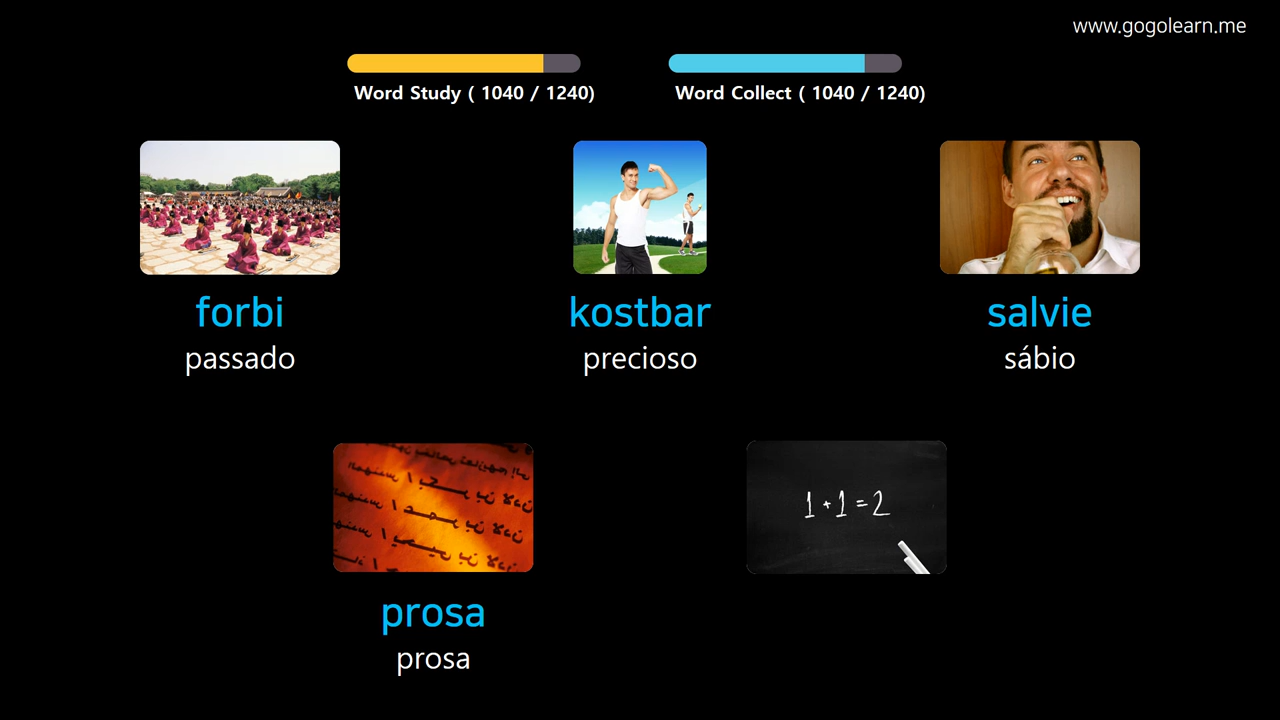 www.gogolearn.me
Word Study ( 1040 / 1240)
Word Collect ( 1040 / 1240)
forbi
passado
kostbar
precioso
salvie
sábio
1+1=2
prosa
prosa